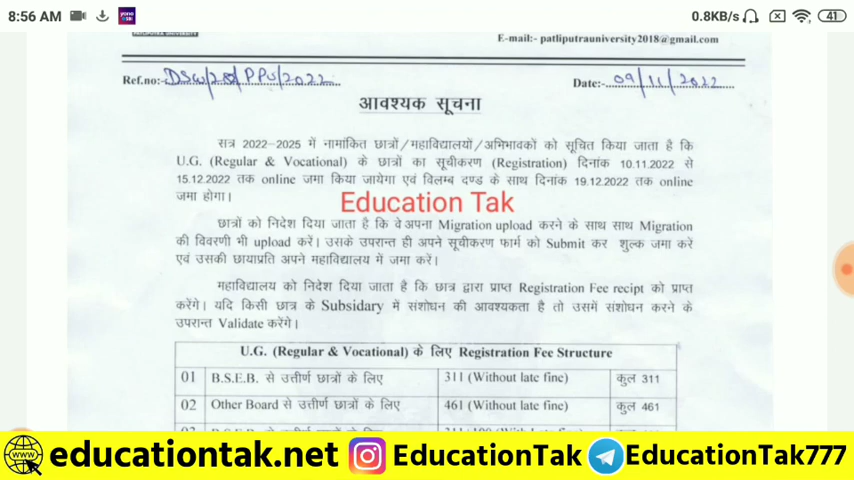 8:56 AM
0.8KB/s
41
E-mail:- patliputrauniversity2018@gmail.com
Ref.no:- /PPU/2022
Date:- 09/11/2022
आवश्यक सूचना
सत्र 2022-2025 में नामांकित छात्रों/महाविद्यालयों/अभिभावकों को सूचित किया जाता है कि
U.G. (Regular & Vocational) के छात्रों का सूचीकरण (Registration) दिनांक 10.11.2022 से
15.12.2022 तक online जमा किया जायेगा एवं विलम्ब दण्ड के साथ दिनांक 19.12.2022 तक online
जमा होगा।
Education Tak
छात्रों को निदेश दिया जाता है कि वे अपना Migration upload करने के साथ साथ Migration
की विवरणी भी upload करें। उसके उपरान्त ही अपने सूचीकरण फार्म को Submit कर शुल्क जमा करें
एवं उसकी छायाप्रति अपने महाविद्यालय में जमा करें।
महाविद्यालय को निदेश दिया जाता है कि छात्र द्वारा प्राप्त Registration Fee recipt को प्राप्त
करेंगे। यदि किसी छात्र के Subsidary में संशोधन की आवश्यकता है तो उसमें संशोधन करने के
उपरान्त Validate करेंगे।
U.G. (Regular & Vocational) के लिए Registration Fee Structure
01 B.S.E.B. से उत्तीर्ण छात्रों के लिए 311 (Without late fine) कुल 311
02 Other Board से उत्तीर्ण छात्रों के लिए 461 (Without late fine) कुल 461
www educationtak.net EducationTak EducationTak777